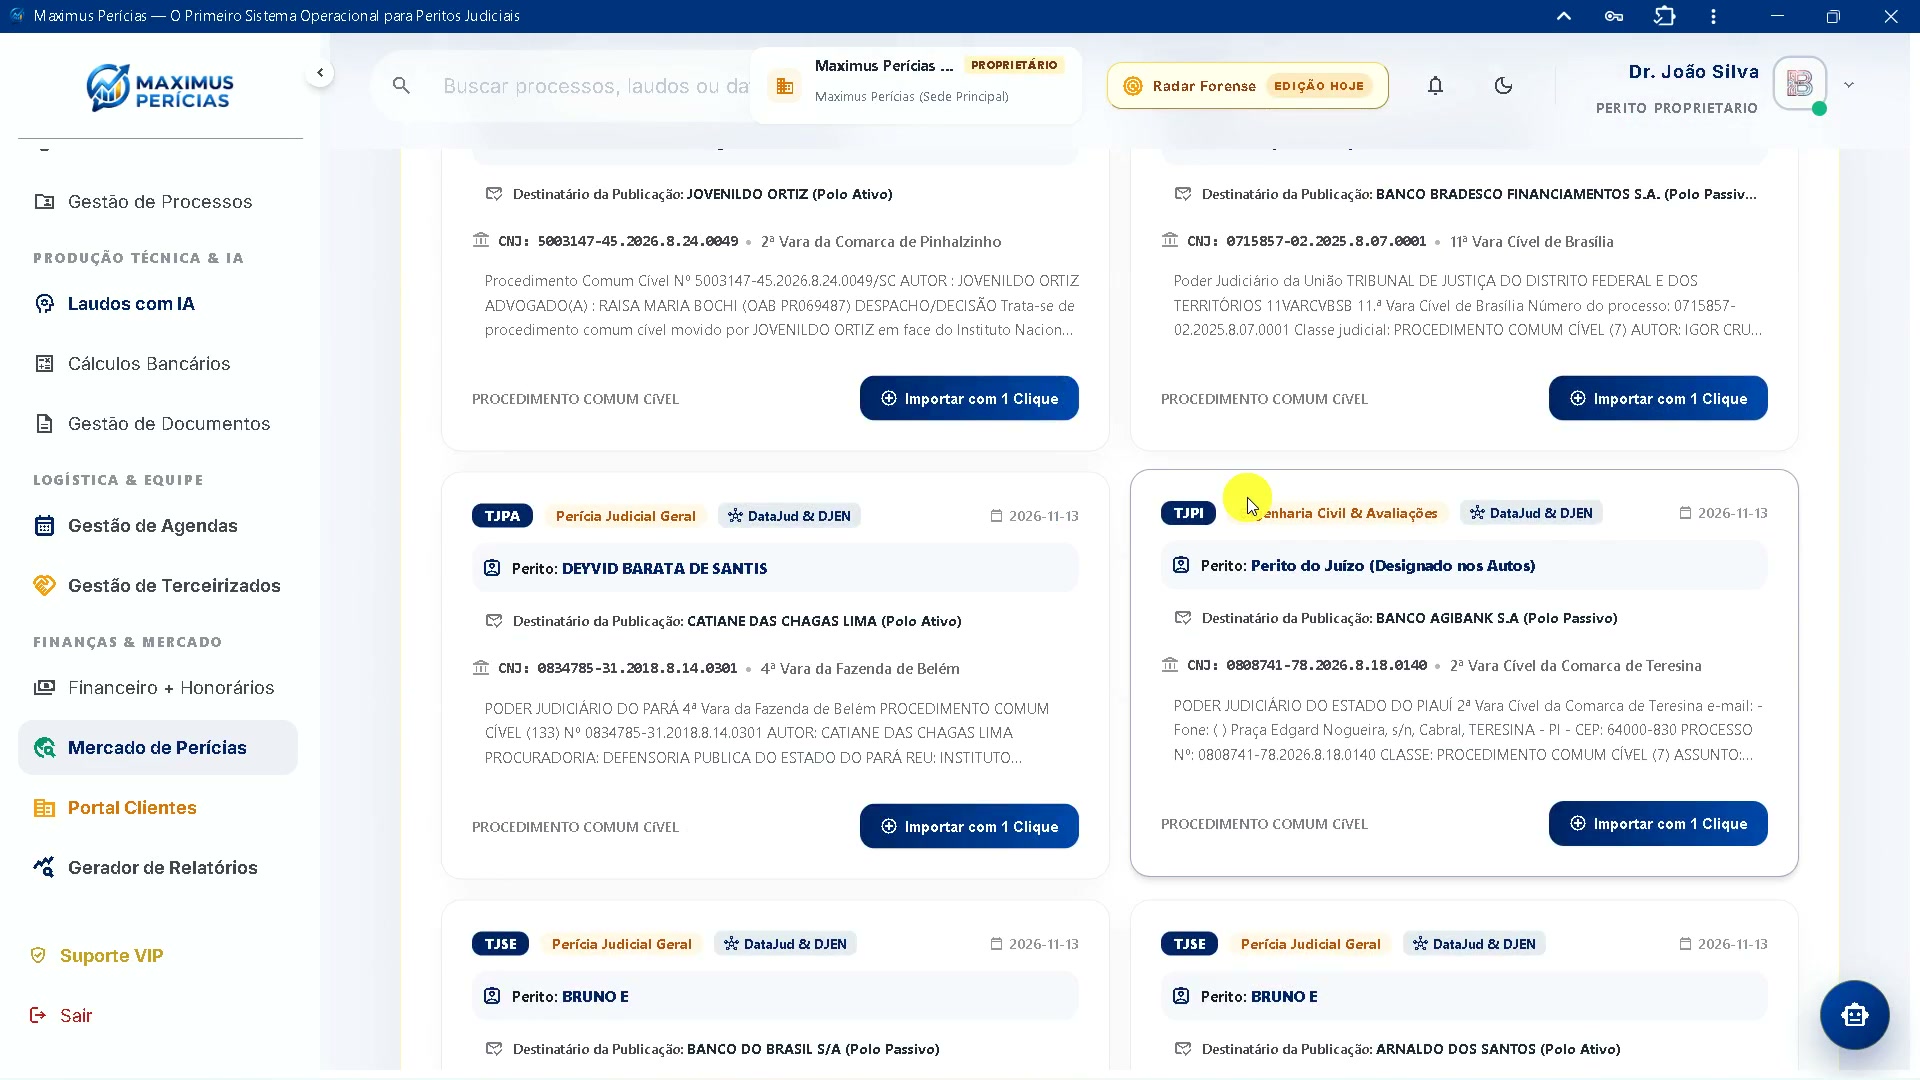 Maximus Perícias — O Primeiro Sistema Operacional para Peritos Judiciais
MAXIMUS
PERÍCIAS
Gestão de Processos
PRODUÇÃO TÉCNICA & IA
Laudos com IA
Cálculos Bancários
Gestão de Documentos
LOGÍSTICA & EQUIPE
Gestão de Agendas
Gestão de Terceirizados
FINANÇAS & MERCADO
Financeiro + Honorários
Mercado de Perícias
Portal Clientes
Gerador de Relatórios
Suporte VIP
Sair
Buscar processos, laudos ou da
Maximus Perícias ... PROPRIETÁRIO
Maximus Perícias (Sede Principal)
Radar Forense EDIÇÃO HOJE
Dr. João Silva
PERITO PROPRIETARIO
Destinatário da Publicação: JOVENILDO ORTIZ (Polo Ativo)
CNJ: 5003147-45.2026.8.24.0049 • 2ª Vara da Comarca de Pinhalzinho
Procedimento Comum Cível Nº 5003147-45.2026.8.24.0049/SC AUTOR : JOVENILDO ORTIZ
ADVOGADO(A) : RAISA MARIA BOCHI (OAB PR069487) DESPACHO/DECISÃO Trata-se de
procedimento comum cível movido por JOVENILDO ORTIZ em face do Instituto Nacion...
PROCEDIMENTO COMUM CíVEL
Importar com 1 Clique
Destinatário da Publicação: BANCO BRADESCO FINANCIAMENTOS S.A. (Polo Passiv...
CNJ: 0715857-02.2025.8.07.0001 • 11ª Vara Cível de Brasília
Poder Judiciário da União TRIBUNAL DE JUSTIÇA DO DISTRITO FEDERAL E DOS
TERRITÓRIOS 11VARCVBSB 11.ª Vara Cível de Brasília Número do processo: 0715857-
02.2025.8.07.0001 Classe judicial: PROCEDIMENTO COMUM CÍVEL (7) AUTOR: IGOR CRU...
PROCEDIMENTO COMUM CíVEL
Importar com 1 Clique
TJPA Perícia Judicial Geral DataJud & DJEN 2026-11-13
Perito: DEYVID BARATA DE SANTIS
Destinatário da Publicação: CATIANE DAS CHAGAS LIMA (Polo Ativo)
CNJ: 0834785-31.2018.8.14.0301 • 4ª Vara da Fazenda de Belém
PODER JUDICIÁRIO DO PARÁ 4ª Vara da Fazenda de Belém PROCEDIMENTO COMUM
CÍVEL (133) Nº 0834785-31.2018.8.14.0301 AUTOR: CATIANE DAS CHAGAS LIMA
PROCURADORIA: DEFENSORIA PUBLICA DO ESTADO DO PARÁ REU: INSTITUTO...
PROCEDIMENTO COMUM CíVEL
Importar com 1 Clique
TJPI genharia Civil & Avaliações DataJud & DJEN 2026-11-13
Perito: Perito do Juízo (Designado nos Autos)
Destinatário da Publicação: BANCO AGIBANK S.A (Polo Passivo)
CNJ: 0808741-78.2026.8.18.0140 • 2ª Vara Cível da Comarca de Teresina
PODER JUDICIÁRIO DO ESTADO DO PIAUÍ 2ª Vara Cível da Comarca de Teresina e-mail: -
Fone: ( ) Praça Edgard Nogueira, s/n, Cabral, TERESINA - PI - CEP: 64000-830 PROCESSO
Nº: 0808741-78.2026.8.18.0140 CLASSE: PROCEDIMENTO COMUM CÍVEL (7) ASSUNTO:...
PROCEDIMENTO COMUM CíVEL
Importar com 1 Clique
TJSE Perícia Judicial Geral DataJud & DJEN 2026-11-13
Perito: BRUNO E
Destinatário da Publicação: BANCO DO BRASIL S/A (Polo Passivo)
TJSE Perícia Judicial Geral DataJud & DJEN 2026-11-13
Perito: BRUNO E
Destinatário da Publicação: ARNALDO DOS SANTOS (Polo Ativo)